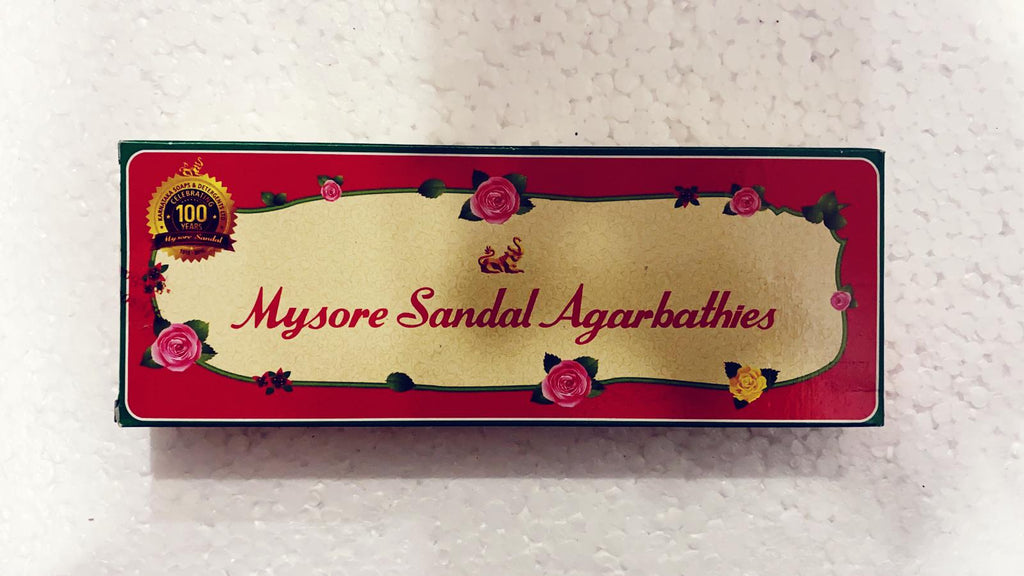 KARNATAKA SOAPS & DETERGENTS
CELEBRATING
100
YEARS
Mysore Sandal
Mysore Sandal Agarbathies